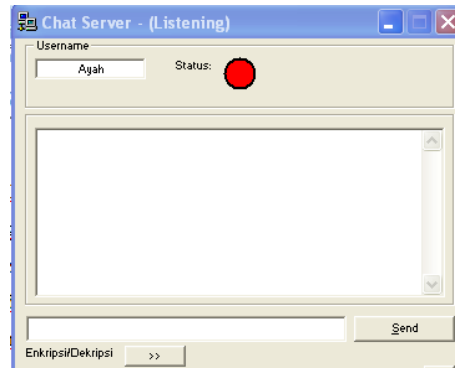 Chat Server - (Listening)
Username
Ayah
Status:
Send
Enkripsi/Dekripsi
>>